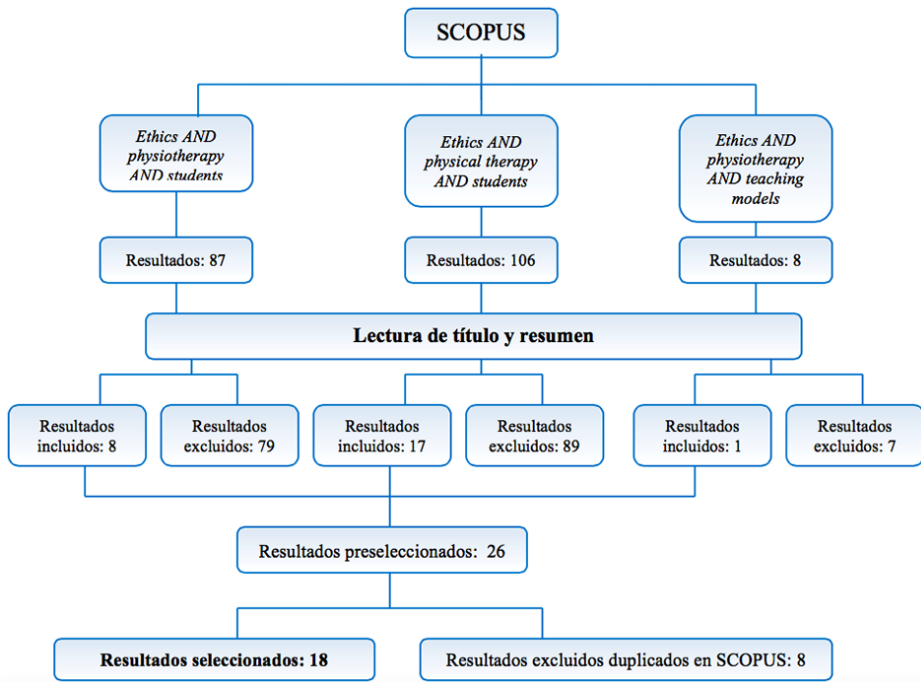 SCOPUS
Ethics AND
physiotherapy
AND students
Ethics AND
physical therapy
AND students
Ethics AND
physiotherapy
AND teaching
models
Resultados: 87
Resultados: 106
Resultados: 8
Lectura de título y resumen
Resultados
incluidos: 8
Resultados
excluidos: 79
Resultados
incluidos: 17
Resultados
excluidos: 89
Resultados
incluidos: 1
Resultados
excluidos: 7
Resultados preseleccionados: 26
Resultados seleccionados: 18
Resultados excluidos duplicados en SCOPUS: 8